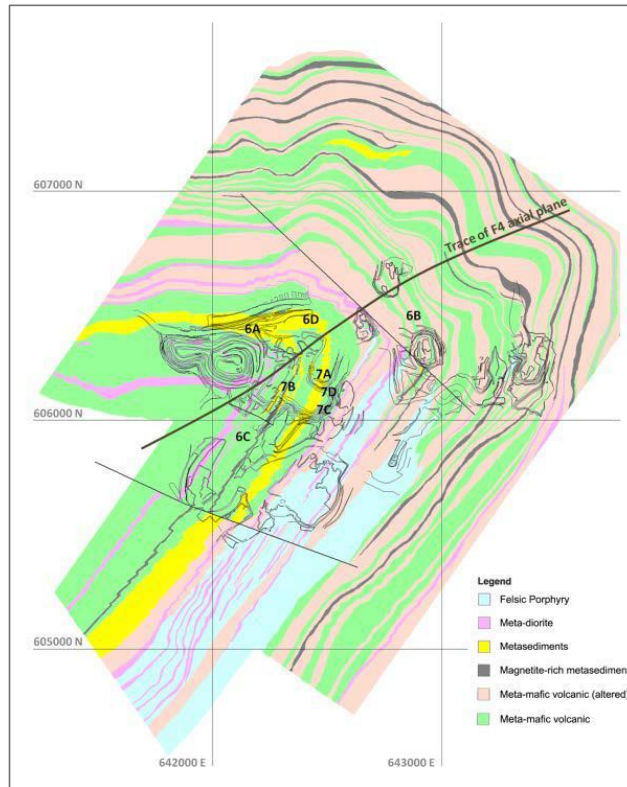 607000 N
Trace of F4 axial plane
6B
6A
6D
7A
7B
7D
7C
606000 N
6C
Legend
Felsic Porphyry
Meta-diorite
Metasediments
Magnetite-rich metasedimen
Meta-mafic volcanic (altered)
Meta-mafic volcanic
605000 N
642000 E
643000 E